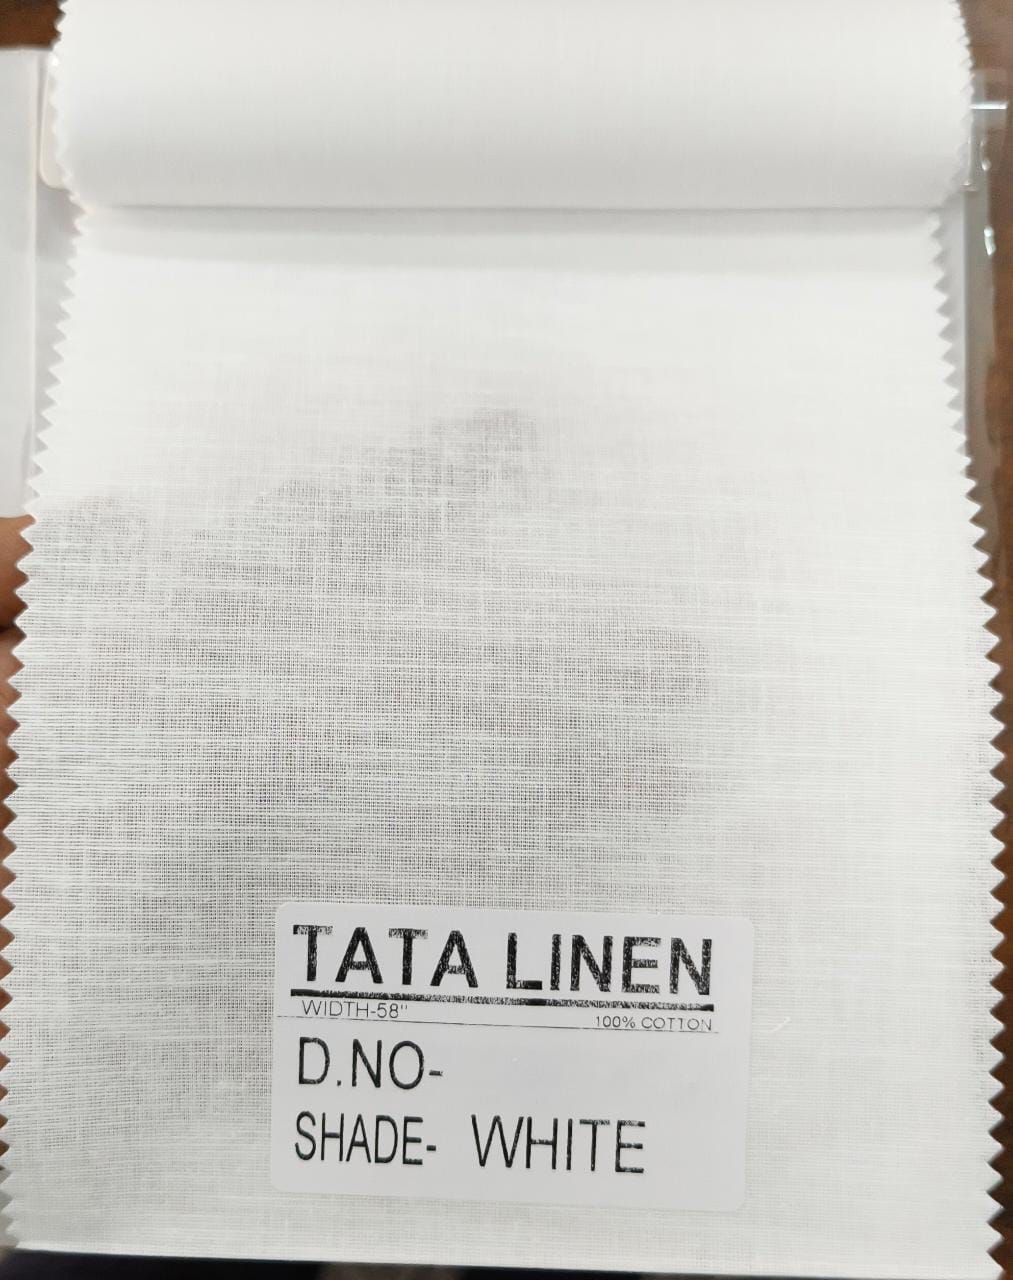 TATA LINEN
WIDTH-58"
100% COTTON
D.NO-
SHADE- WHITE